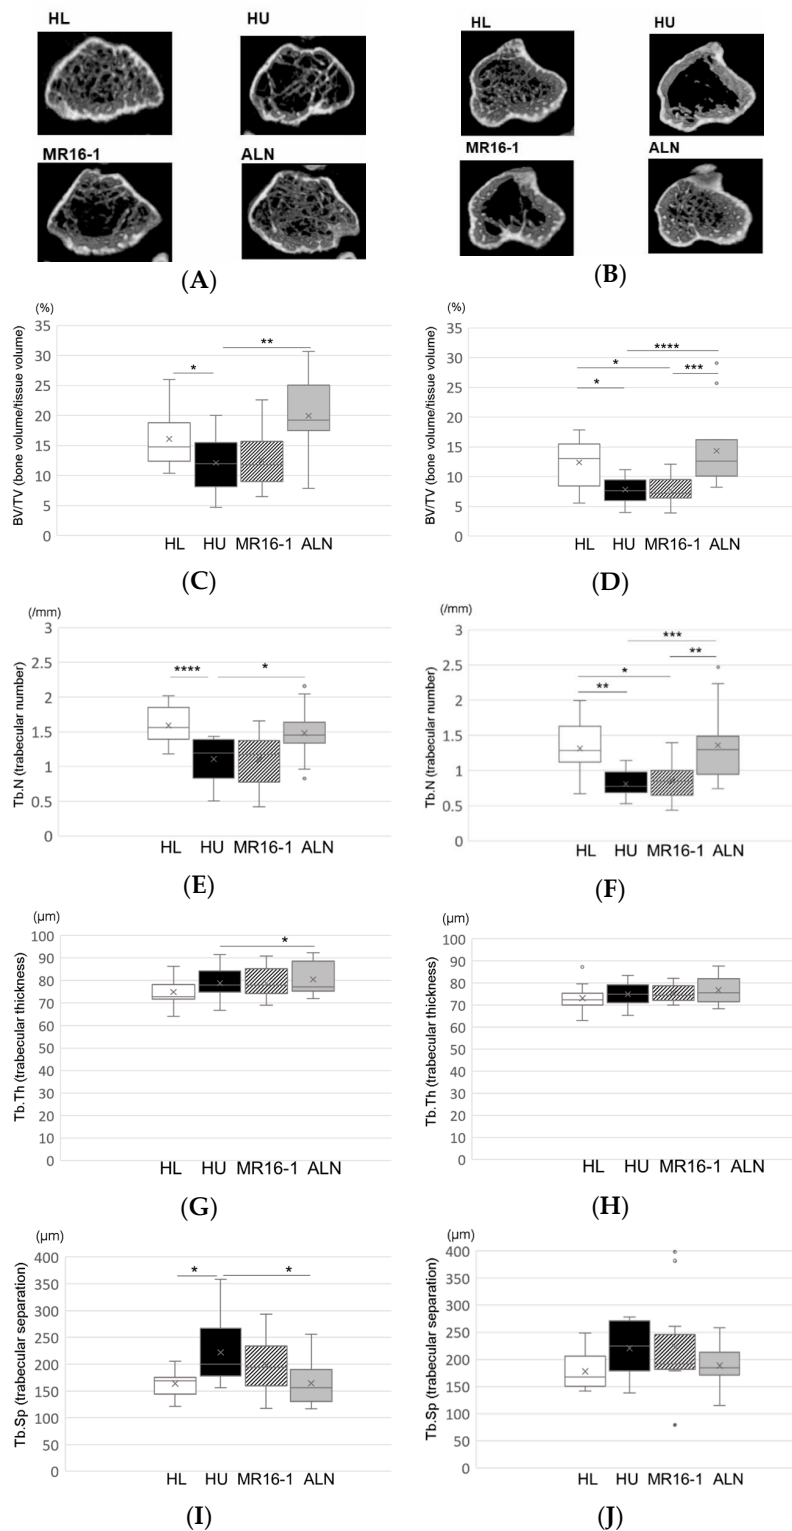 HL HU
MR16-1 ALN
(A)
HL HU
MR16-1 ALN
(B)
(%)
BV/TV (bone volume/tissue volume)
35
30
25
20
15
10
5
0
* **
HL HU MR16-1 ALN
(C)
(%)
BV/TV (bone volume/tissue volume)
35
30
25
20
15
10
5
0
****
* ***
*
HL HU MR16-1 ALN
(D)
(/mm)
Tb.N (trabecular number)
3
2.5
2
1.5
1
0.5
0
**** *
HL HU MR16-1 ALN
(E)
(/mm)
Tb.N (trabecular number)
3
2.5
2
1.5
1
0.5
0
***
* **
**
HL HU MR16-1 ALN
(F)
(μm)
Tb.Th (trabecular thickness)
100
90
80
70
60
50
40
30
20
10
0
*
HL HU MR16-1 ALN
(G)
(μm)
Tb.Th (trabecular thickness)
100
90
80
70
60
50
40
30
20
10
0
HL HU MR16-1 ALN
(H)
(μm)
Tb.Sp (trabecular separation)
400
350
300
250
200
150
100
50
0
* *
HL HU MR16-1 ALN
(I)
(μm)
Tb.Sp (trabecular separation)
400
350
300
250
200
150
100
50
0
HL HU MR16-1 ALN
(J)